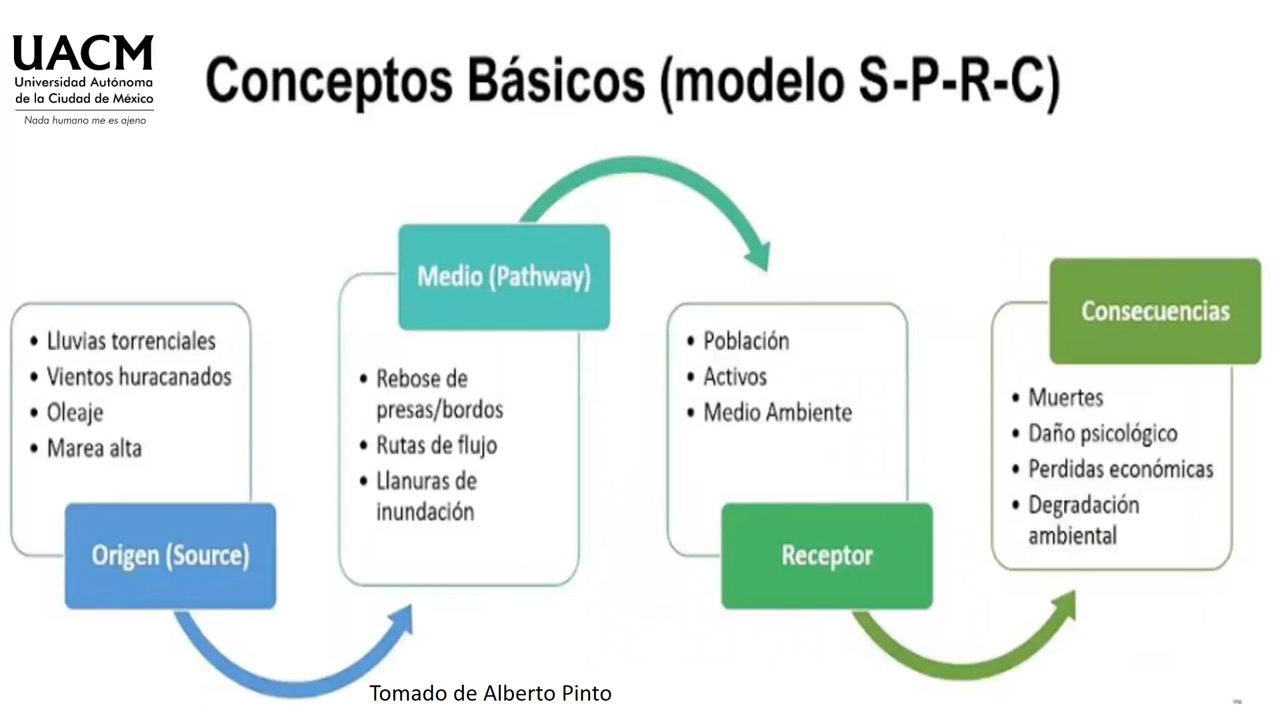 UACM
Universidad Autónoma
de la Ciudad de México
Nada humano me es ajeno
Conceptos Básicos (modelo S-P-R-C)
• Lluvias torrenciales
• Vientos huracanados
• Oleaje
• Marea alta
Origen (Source)
Medio (Pathway)
• Rebose de
presas/bordos
• Rutas de flujo
• Llanuras de
inundación
• Población
• Activos
• Medio Ambiente
Receptor
Consecuencias
• Muertes
• Daño psicológico
• Perdidas económicas
• Degradación
ambiental
Tomado de Alberto Pinto